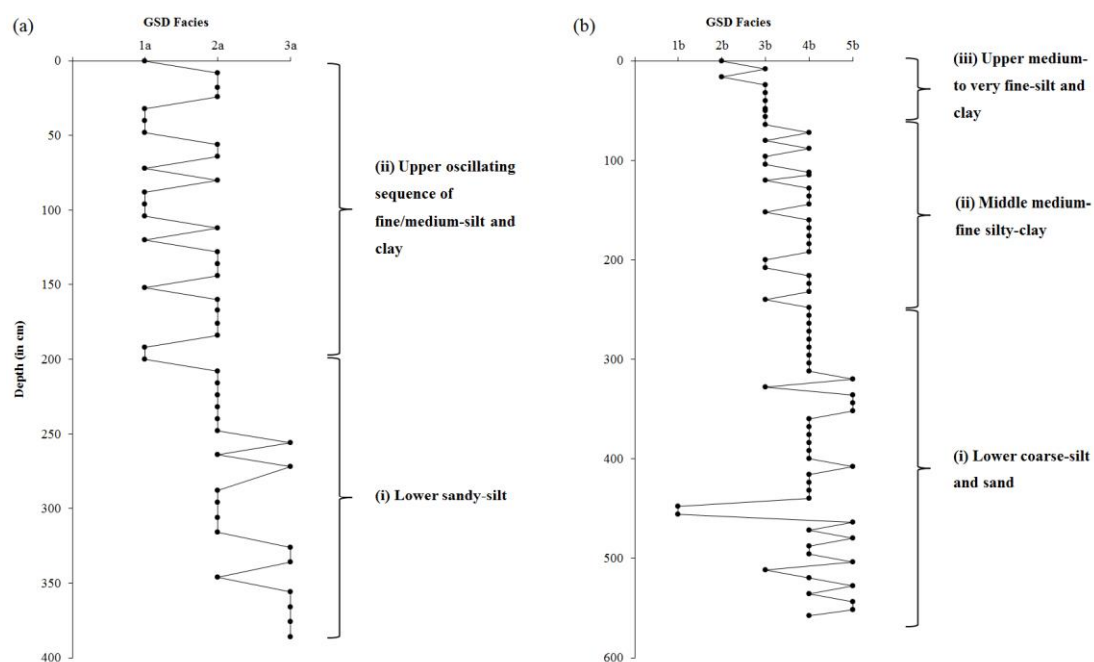 (a)
GSD Facies
1a 2a 3a
Depth (in cm)
0
50
100
150
200
250
300
350
400
(ii) Upper oscillating
sequence of
fine/medium-silt and
clay
(i) Lower sandy-silt
(b)
GSD Facies
1b 2b 3b 4b 5b
0
100
200
300
400
500
600
(iii) Upper medium-
to very fine-silt and
clay
(ii) Middle medium-
fine silty-clay
(i) Lower coarse-silt
and sand